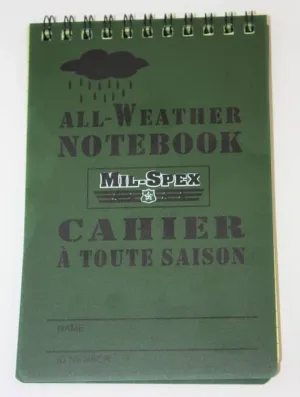 ALL-WEATHER
NOTEBOOK
MIL-SPEX
CAHIER
À TOUTE SAISON
NAME